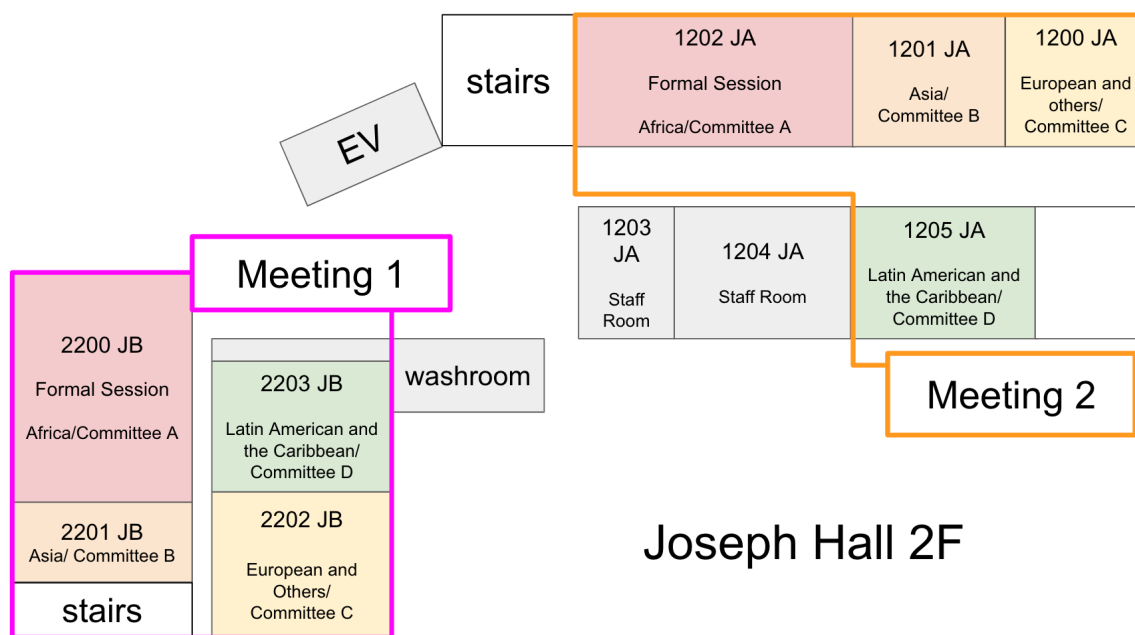 stairs
1202 JA
Formal Session
Africa/Committee A
1201 JA
Asia/
Committee B
1200 JA
European and
others/
Committee C
EV
1203
JA
Staff
Room
1204 JA
Staff Room
1205 JA
Latin American and
the Caribbean/
Committee D
Meeting 1
Meeting 2
2200 JB
Formal Session
Africa/Committee A
2203 JB
Latin American and
the Caribbean/
Committee D
washroom
2201 JB
Asia/ Committee B
stairs
2202 JB
European and
Others/
Committee C
Joseph Hall 2F